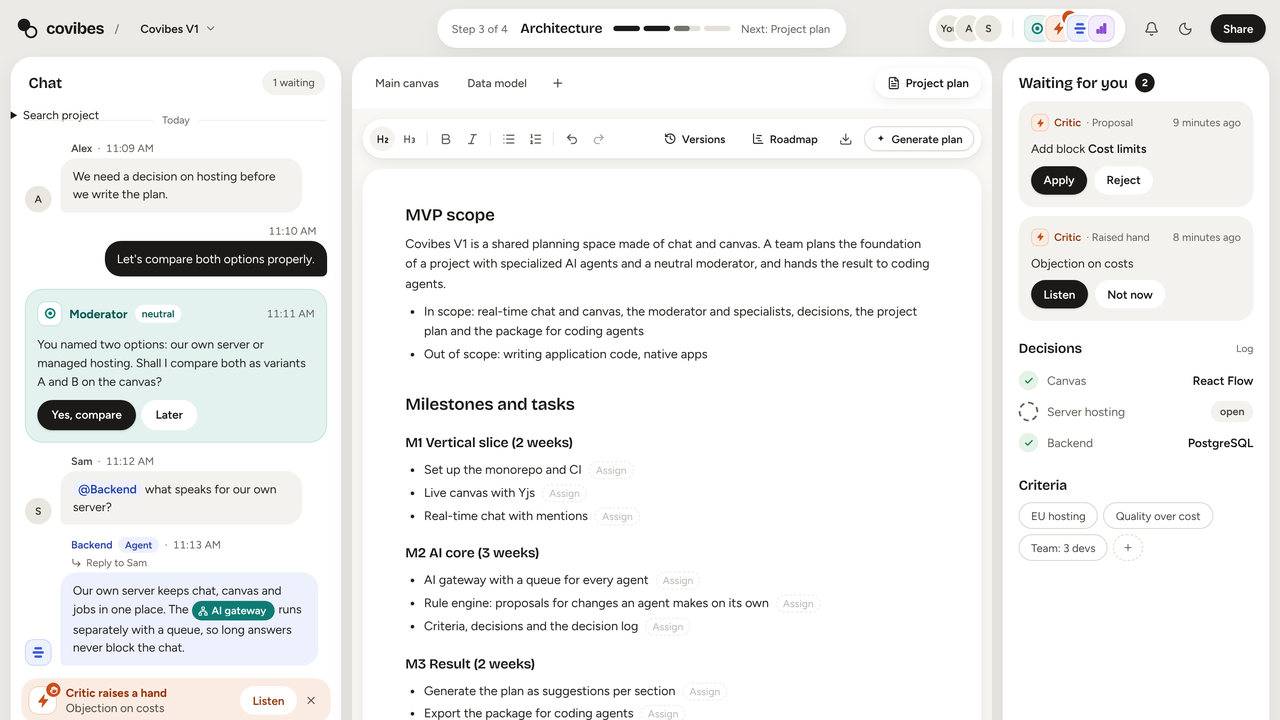 covibes / Covibes V1
Step 3 of 4 Architecture Next: Project plan
A S
Share
Chat
1 waiting
Search project
Today
Alex · 11:09 AM
We need a decision on hosting before
we write the plan.
A
11:10 AM
Let's compare both options properly.
Moderator neutral 11:11 AM
You named two options: our own server or
managed hosting. Shall I compare both as variants
A and B on the canvas?
Yes, compare Later
Sam · 11:12 AM
@Backend what speaks for our own
server?
S
Backend Agent · 11:13 AM
Reply to Sam
Our own server keeps chat, canvas and
jobs in one place. The AI gateway runs
separately with a queue, so long answers
never block the chat.
Critic raises a hand
Objection on costs
Listen
Main canvas Data model
Project plan
H2 H3 B I
Versions Roadmap Generate plan
MVP scope
Covibes V1 is a shared planning space made of chat and canvas. A team plans the foundation
of a project with specialized AI agents and a neutral moderator, and hands the result to coding
agents.
• In scope: real-time chat and canvas, the moderator and specialists, decisions, the project
plan and the package for coding agents
• Out of scope: writing application code, native apps
Milestones and tasks
M1 Vertical slice (2 weeks)
• Set up the monorepo and CI Assign
• Live canvas with Yjs Assign
• Real-time chat with mentions Assign
M2 AI core (3 weeks)
• AI gateway with a queue for every agent Assign
• Rule engine: proposals for changes an agent makes on its own Assign
• Criteria, decisions and the decision log Assign
M3 Result (2 weeks)
• Generate the plan as suggestions per section Assign
• Export the package for coding agents Assign
Waiting for you 2
Critic · Proposal 9 minutes ago
Add block Cost limits
Apply Reject
Critic · Raised hand 8 minutes ago
Objection on costs
Listen Not now
Decisions Log
Canvas React Flow
Server hosting open
Backend PostgreSQL
Criteria
EU hosting Quality over cost
Team: 3 devs +